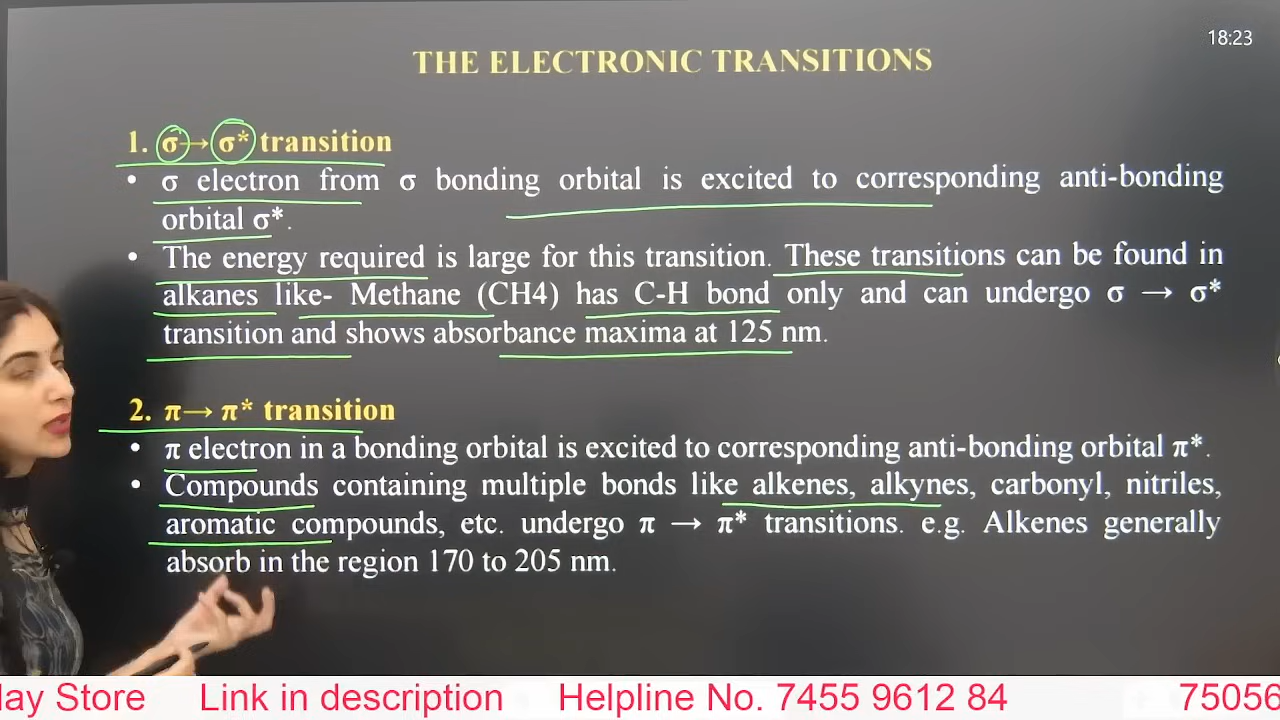 18:23
THE ELECTRONIC TRANSITIONS
1. σ→ σ* transition
• σ electron from σ bonding orbital is excited to corresponding anti-bonding
orbital σ*.
• The energy required is large for this transition. These transitions can be found in
alkanes like- Methane (CH4) has C-H bond only and can undergo σ → σ*
transition and shows absorbance maxima at 125 nm.
2. π→ π* transition
• π electron in a bonding orbital is excited to corresponding anti-bonding orbital π*.
• Compounds containing multiple bonds like alkenes, alkynes, carbonyl, nitriles,
aromatic compounds, etc. undergo π → π* transitions. e.g. Alkenes generally
absorb in the region 170 to 205 nm.
lay Store Link in description Helpline No. 7455 9612 84 75056